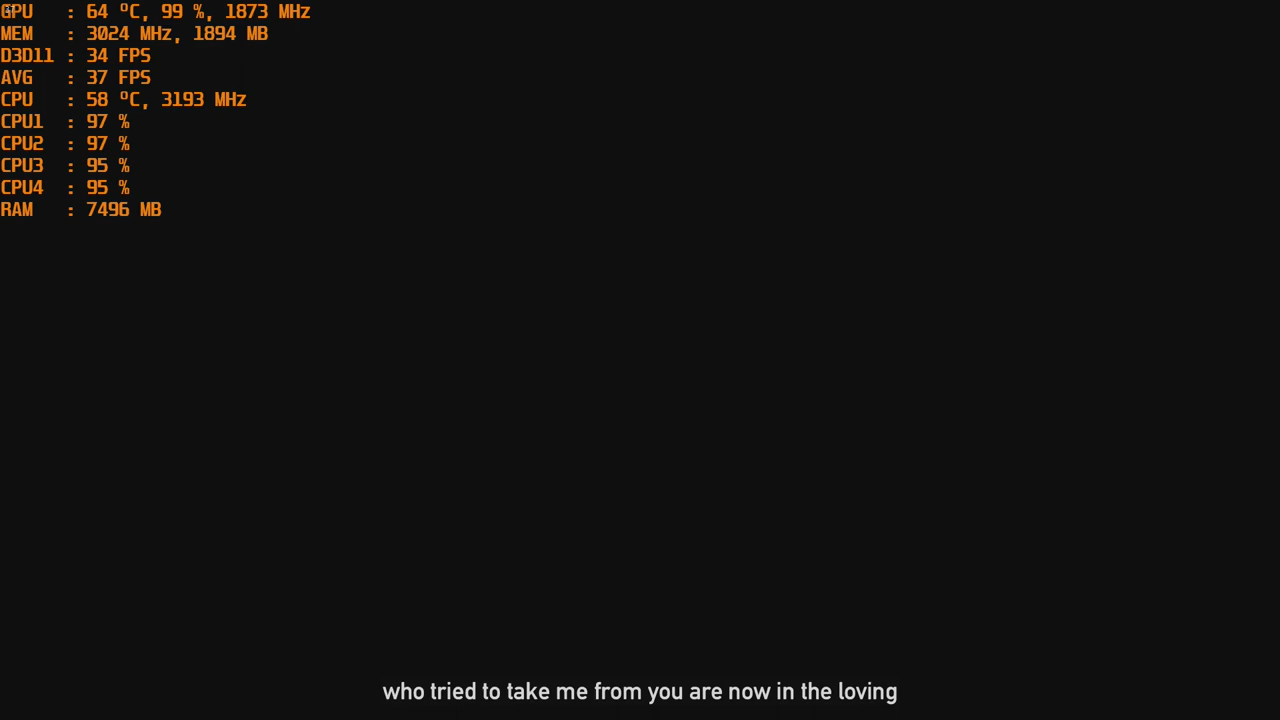 GPU : 64 ºC, 99 %, 1873 MHz
MEM : 3024 MHz, 1894 MB
D3D11 : 34 FPS
AVG : 37 FPS
CPU : 58 ºC, 3193 MHz
CPU1 : 97 %
CPU2 : 97 %
CPU3 : 95 %
CPU4 : 95 %
RAM : 7496 MB
who tried to take me from you are now in the loving